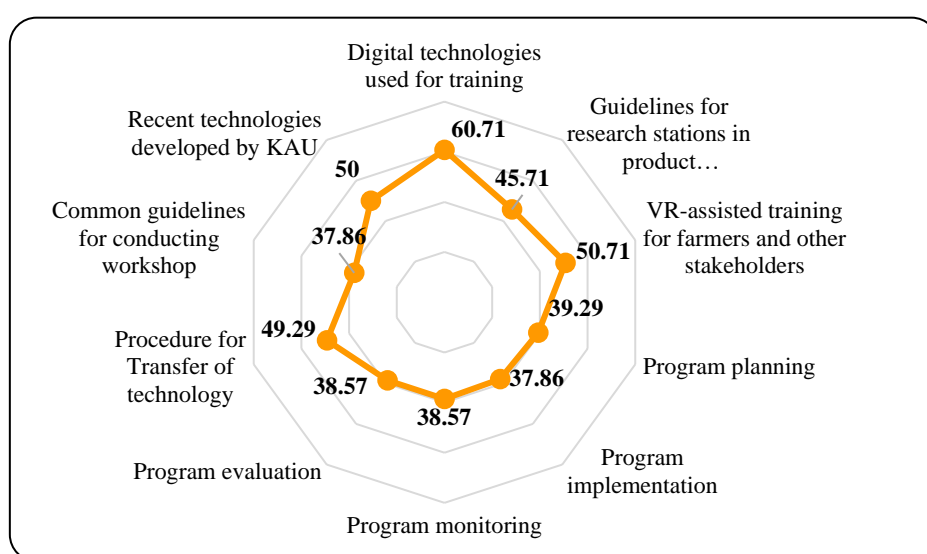 Digital technologies
used for training
60.71
Guidelines for
research stations in
product…
45.71
VR-assisted training
for farmers and other
stakeholders
50.71
39.29
Program planning
37.86
Program
implementation
38.57
Program monitoring
38.57
Program evaluation
49.29
Procedure for
Transfer of
technology
37.86
Common guidelines
for conducting
workshop
50
Recent technologies
developed by KAU